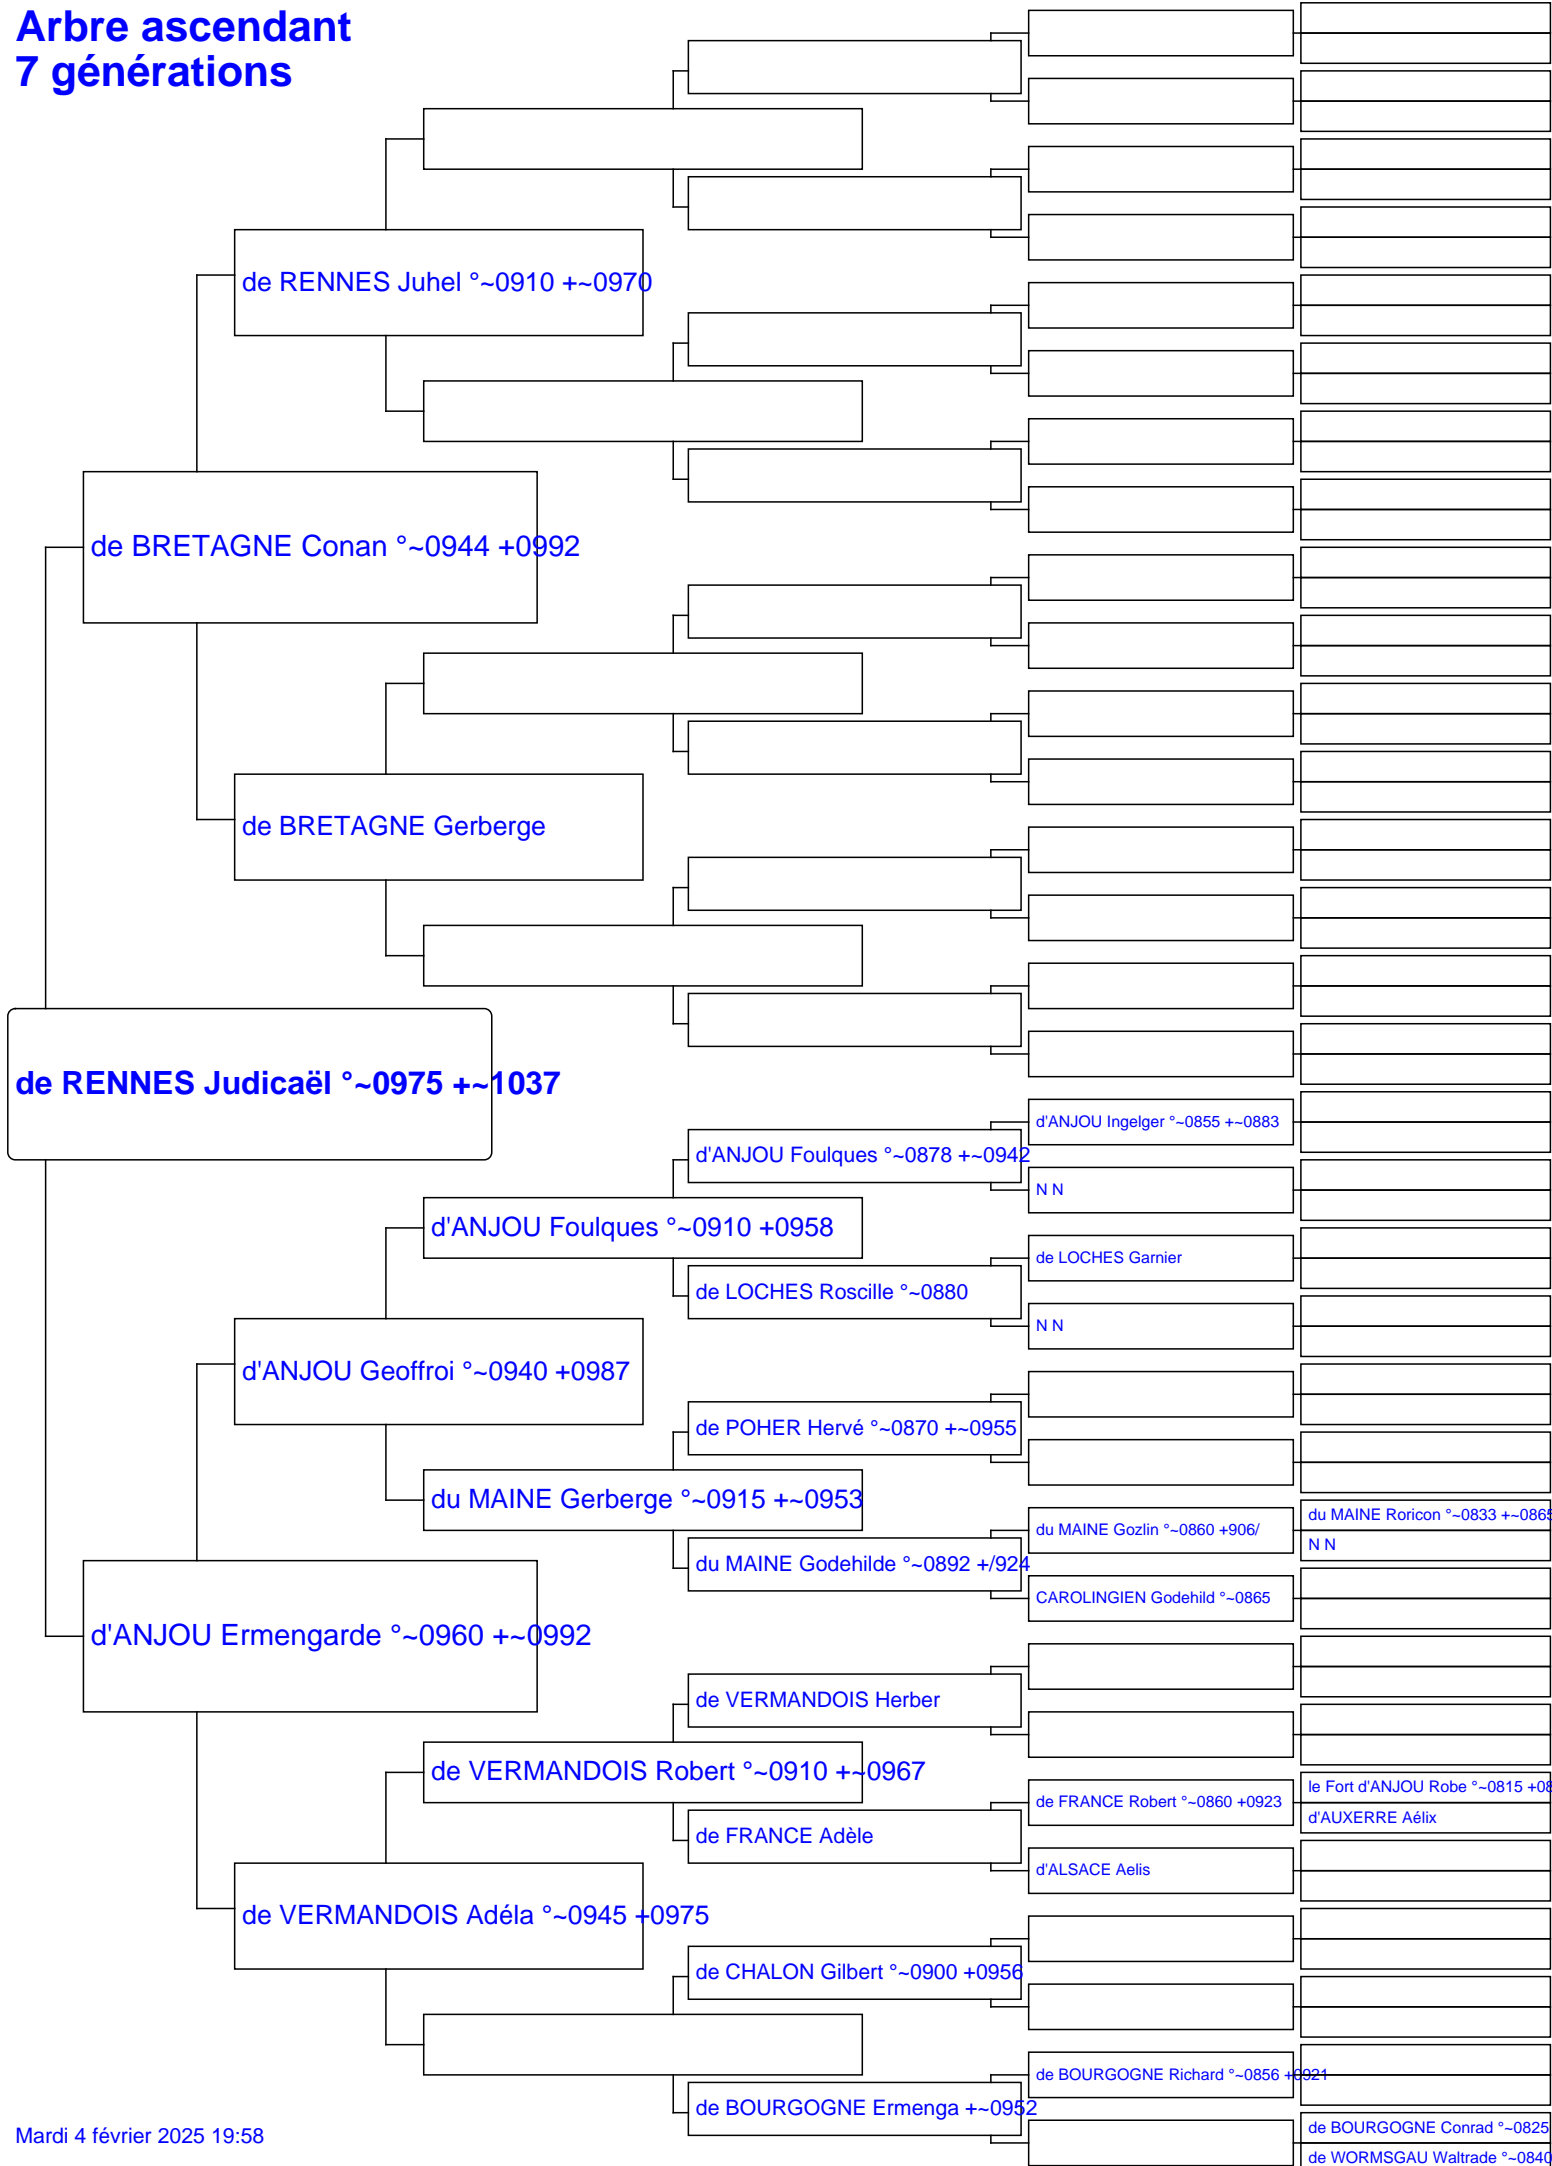 Arbre ascendant
7 générations
de RENNES Juhel °~0910 +~0970
de BRETAGNE Conan °~0944 +0992
de BRETAGNE Gerberge
de RENNES Judicaël °~0975 +~1037
d'ANJOU Ingelger °~0855 +~0883
d'ANJOU Foulques °~0878 +~0942
N N
d'ANJOU Foulques °~0910 +0958
de LOCHES Garnier
de LOCHES Roscille °~0880
N N
d'ANJOU Geoffroi °~0940 +0987
de POHER Hervé °~0870 +~0955
du MAINE Gerberge °~0915 +~0953
du MAINE Roricon °~0833 +~0865
du MAINE Gozlin °~0860 +906/
N N
du MAINE Godehilde °~0892 +/924
CAROLINGIEN Godehild °~0865
d'ANJOU Ermengarde °~0960 +~0992
de VERMANDOIS Herber
de VERMANDOIS Robert °~0910 +~0967
le Fort d'ANJOU Robe °~0815 +08
de FRANCE Robert °~0860 +0923
d'AUXERRE Aélix
de FRANCE Adèle
d'ALSACE Aelis
de VERMANDOIS Adéla °~0945 +0975
de CHALON Gilbert °~0900 +0956
de BOURGOGNE Richard °~0856 +0921
de BOURGOGNE Ermenga +~0952
de BOURGOGNE Conrad °~0825
de WORMSGAU Waltrade °~0840
Mardi 4 février 2025 19:58